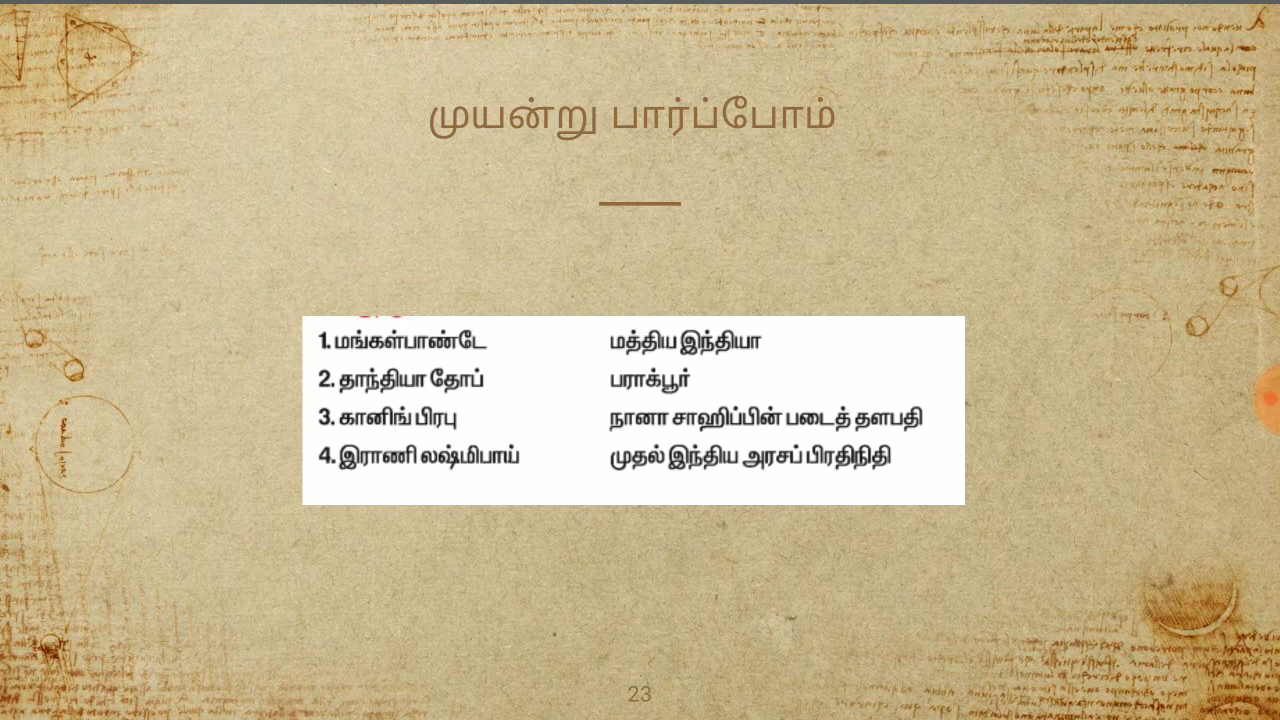 முயன்று பார்ப்போம்
1. மங்கள்பாண்டே மத்திய இந்தியா
2. தாந்தியா தோப் பராக்பூர்
3. கானிங் பிரபு நானா சாஹிப்பின் படைத் தளபதி
4. இராணி லஷ்மிபாய் முதல் இந்திய அரசப் பிரதிநிதி
23